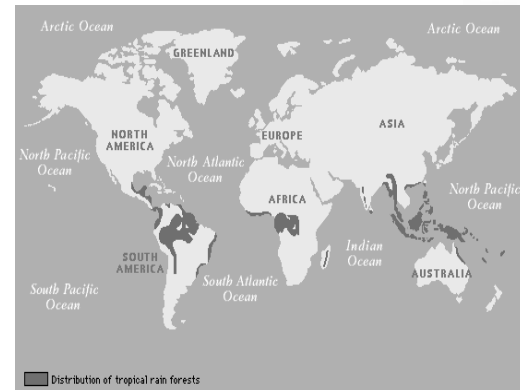 Arctic Ocean
Arctic Ocean
GREENLAND
NORTH
AMERICA
EUROPE
ASIA
North Pacific
Ocean
North Atlantic
Ocean
North Pacific
Ocean
AFRICA
SOUTH
AMERICA
Indian
Ocean
AUSTRALIA
South Pacific
Ocean
South Atlantic
Ocean
Distribution of tropical rain forests